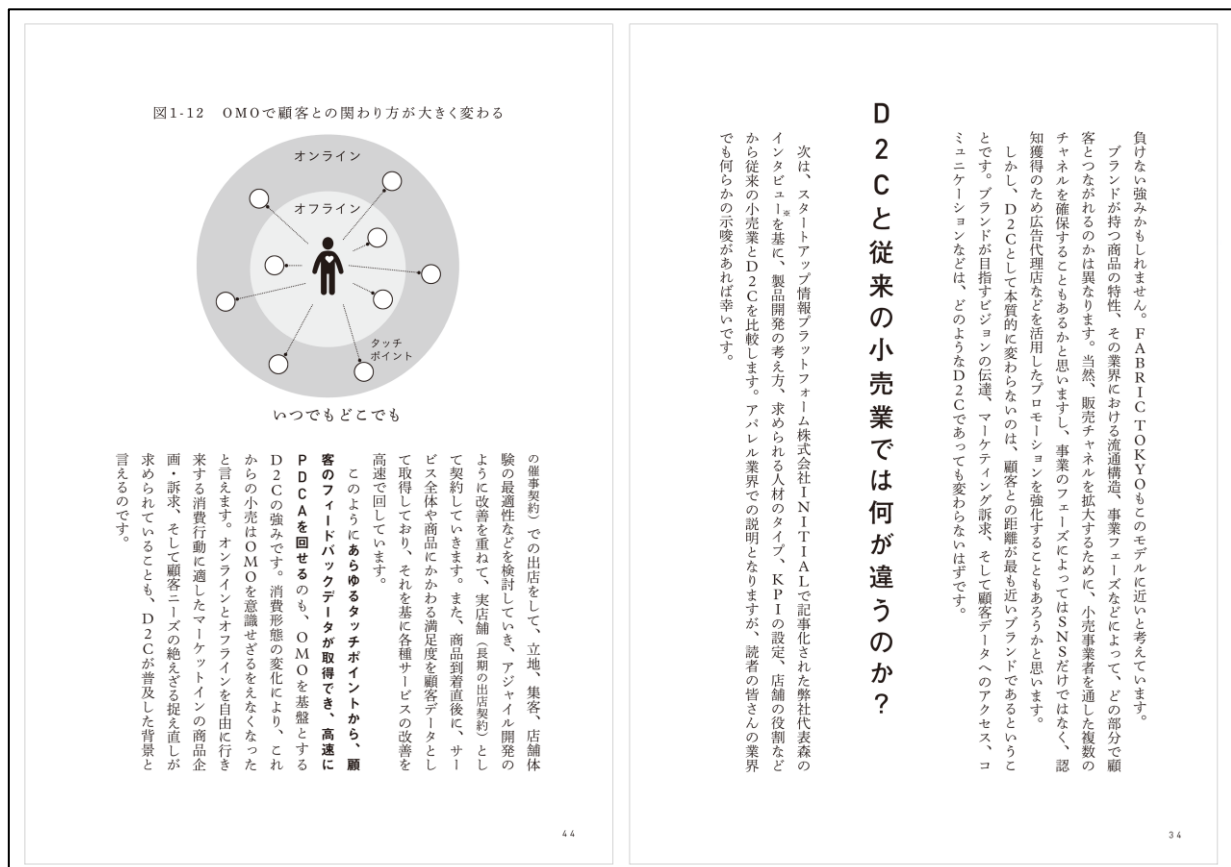 負けない強みかもしれません。FABRIC TOKYOもこのモデルに近いと考えています。
ブランドが持つ商品の特性、その業界における流通構造、事業フェーズなどによって、どの部分で顧
客とつながれるのかは異なります。当然、販売チャネルを拡大するために、小売事業者を通した複数の
チャネルを確保することもあるかと思いますし、事業のフェーズによってはSNSだけではなく、認
知獲得のため広告代理店などを活用したプロモーションを強化することもあろうかと思います。
しかし、D2Cとして本質的に変わらないのは、顧客との距離が最も近いブランドであるというこ
とです。ブランドが目指すビジョンの伝達、マーケティング訴求、そして顧客データへのアクセス、コ
ミュニケーションなどは、どのようなD2Cであっても変わらないはずです。
D2Cと従来の小売業では何が違うのか?
次は、スタートアップ情報プラットフォーム株式会社INITIALで記事化された弊社代表森の
インタビュー※を基に、製品開発の考え方、求められる人材のタイプ、KPIの設定、店舗の役割など
から従来の小売業とD2Cを比較します。アパレル業界での説明となりますが、読者の皆さんの業界
でも何らかの示唆があれば幸いです。
34
図1-12 OMOで顧客との関わり方が大きく変わる
オンライン
オフライン
タッチ
ポイント
いつでもどこでも
の催事契約)での出店をして、立地、集客、店舗体
験の最適性などを検討していき、アジャイル開発の
ように改善を重ねて、実店舗(長期の出店契約)とし
て契約していきます。また、商品到着直後に、サー
ビス全体や商品にかかわる満足度を顧客データとし
て取得しており、それを基に各種サービスの改善を
高速で回しています。
このようにあらゆるタッチポイントから、顧
客のフィードバックデータが取得でき、高速に
PDCAを回せるのも、OMOを基盤とする
D2Cの強みです。消費形態の変化により、これ
からの小売はOMOを意識せざるをえなくなった
と言えます。オンラインとオフラインを自由に行き
来する消費行動に適したマーケットインの商品企
画・訴求、そして顧客ニーズの絶えざる捉え直しが
求められていることも、D2Cが普及した背景と
言えるのです。
44